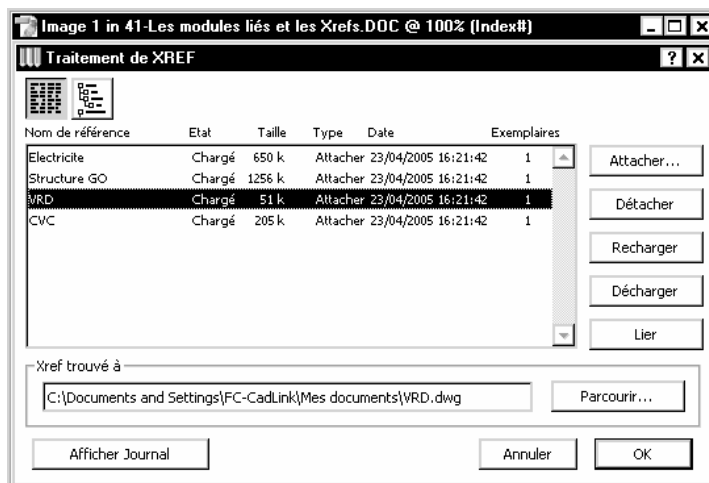 Image 1 in 41-Les modules liés et les Xrefs.DOC @ 100% (Index#)
Traitement de XREF
Nom de référence Etat Taille Type Date Exemplaires
Electricite Chargé 650 k Attacher 23/04/2005 16:21:42 1
Structure GO Chargé 1256 k Attacher 23/04/2005 16:21:42 1
VRD Chargé 51 k Attacher 23/04/2005 16:21:42 1
CVC Chargé 205 k Attacher 23/04/2005 16:21:42 1
Attacher...
Détacher
Recharger
Décharger
Lier
Xref trouvé à
C:\Documents and Settings\FC-CadLink\Mes documents\VRD.dwg
Parcourir...
Afficher Journal
Annuler
OK